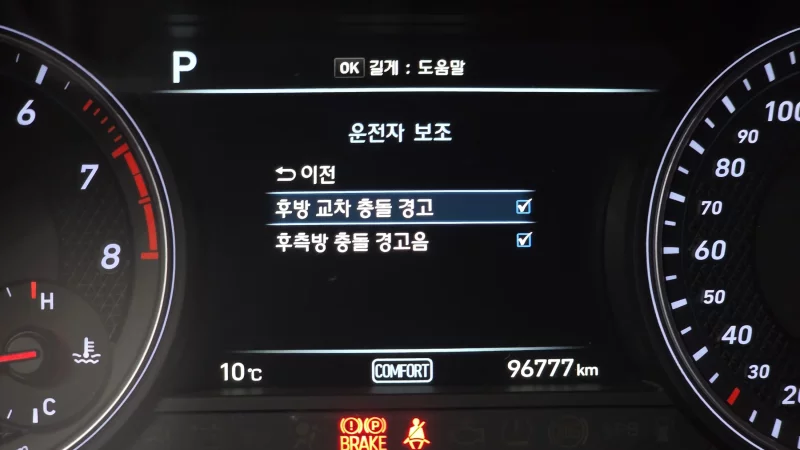 P
OK 길게 : 도움말
운전자 보조
이전
후방 교차 충돌 경고
후측방 충돌 경고음
10℃
COMFORT
96777 km
6
7
8
H
C
100
90
80
70
60
50
40
30
20
(!) (P)
BRAKE